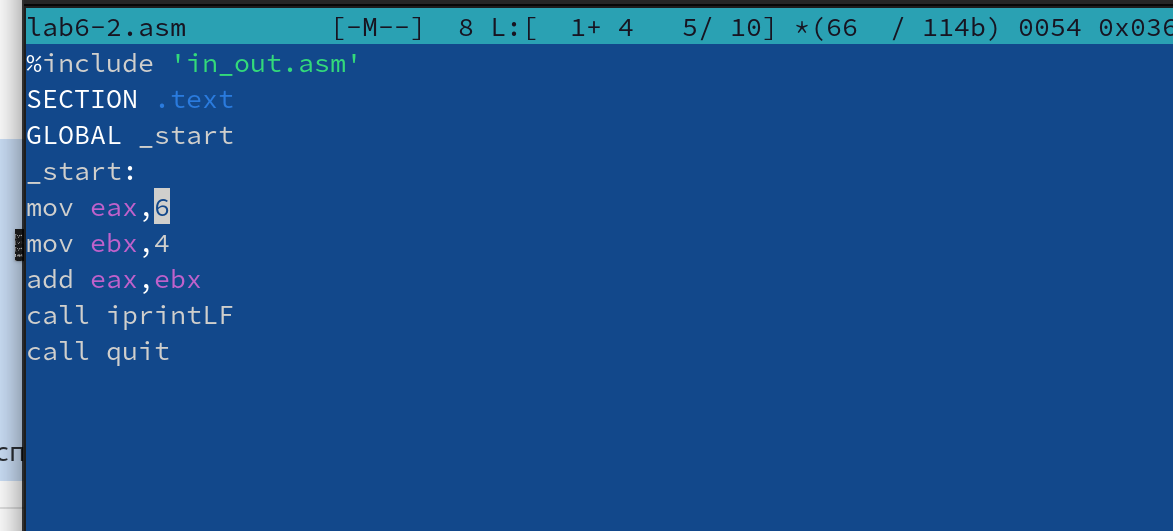 lab6-2.asm [-M--] 8 L:[ 1+ 4 5/ 10] *(66 / 114b) 0054 0x036
%include 'in_out.asm'
SECTION .text
GLOBAL _start
_start:
mov eax,6
mov ebx,4
add eax,ebx
call iprintLF
call quit
сп